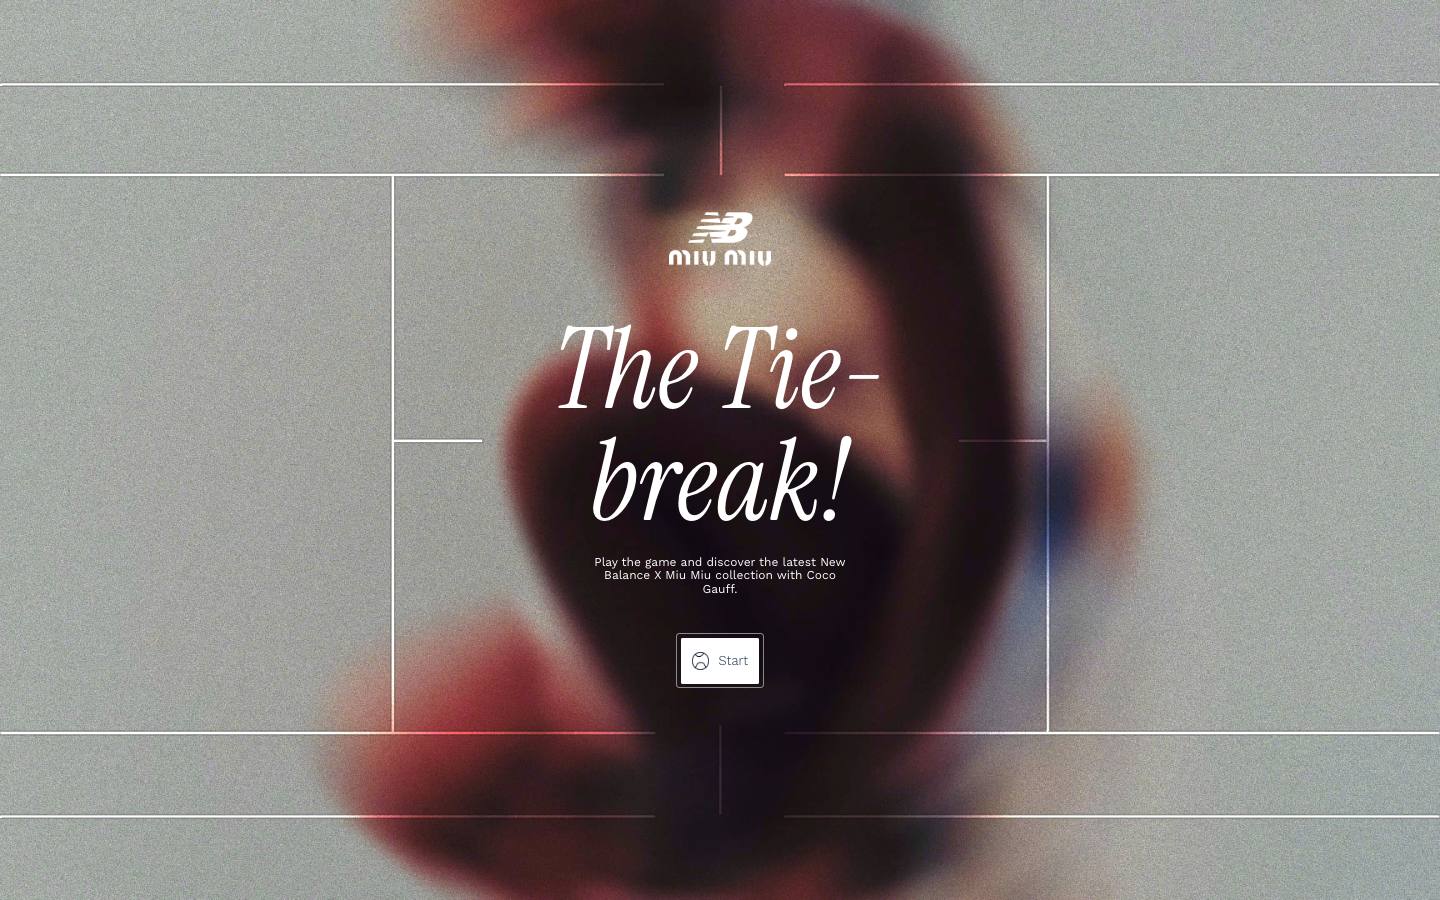 NB
miu miu
The Tie-
break!
Play the game and discover the latest New
Balance X Miu Miu collection with Coco
Gauff.
Start